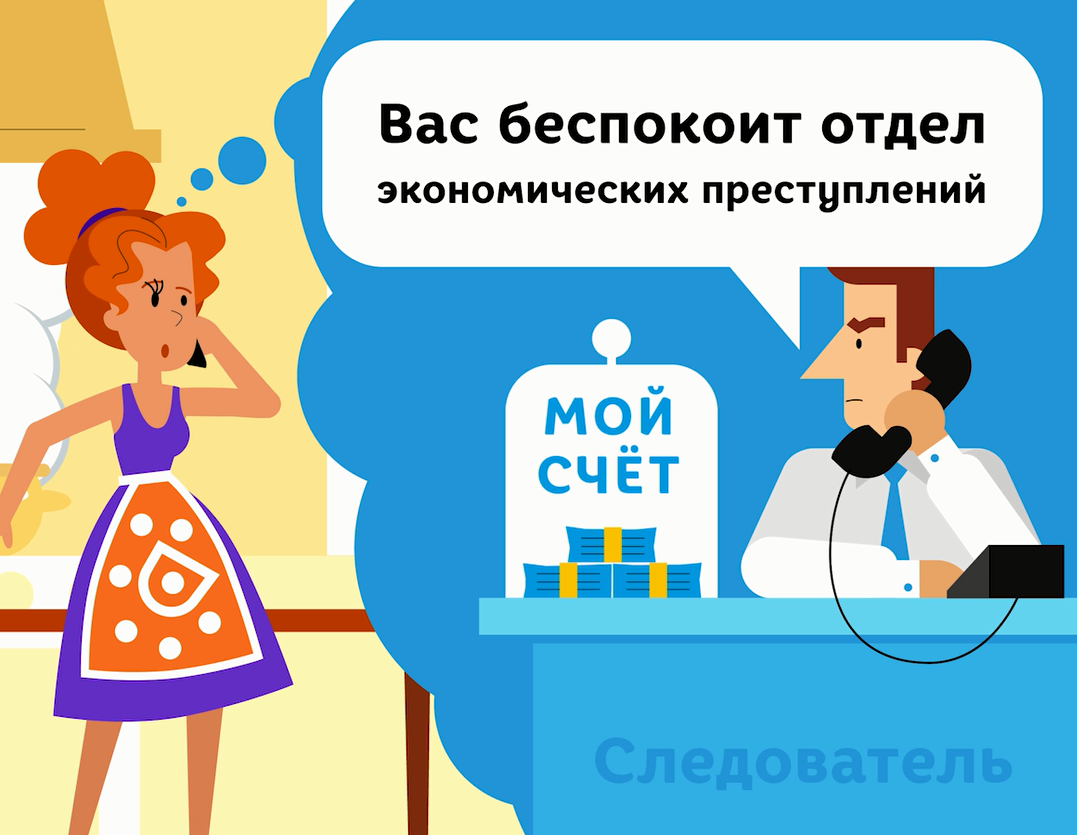 Вас беспокоит отдел
экономических преступлений
МОЙ
СЧЁТ
Следователь